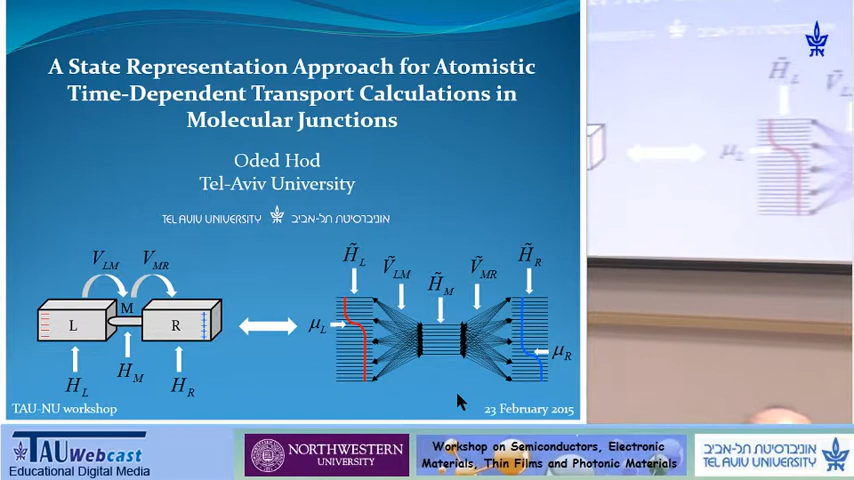 A State Representation Approach for Atomistic
Time-Dependent Transport Calculations in
Molecular Junctions
Oded Hod
Tel-Aviv University
TEL AVIV UNIVERSITY אוניברסיטת תל-אביב
V_LM V_MR
L M R
H_L H_M H_R
H̃_L Ṽ_LM H̃_M Ṽ_MR H̃_R
μ_L μ_R
TAU-NU workshop 23 February 2015
H̃_L
μ_L
TAU Webcast
Educational Digital Media
NORTHWESTERN
UNIVERSITY
Workshop on Semiconductors, Electronic
Materials, Thin Films and Photonic Materials
אוניברסיטת תל-אביב
TEL AVIV UNIVERSITY